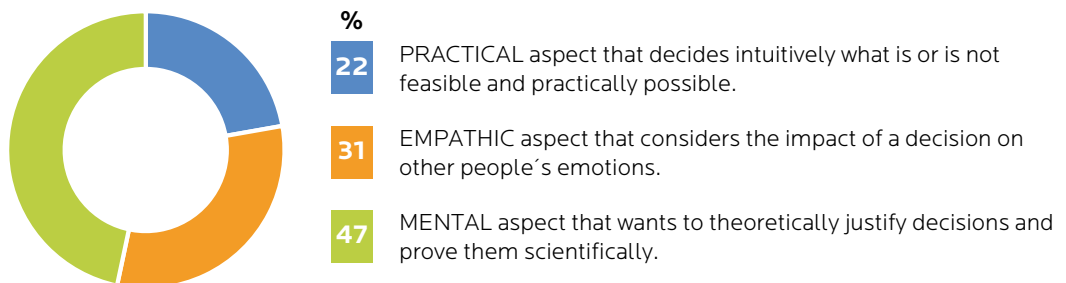 %
22 PRACTICAL aspect that decides intuitively what is or is not
feasible and practically possible.
31 EMPATHIC aspect that considers the impact of a decision on
other people´s emotions.
47 MENTAL aspect that wants to theoretically justify decisions and
prove them scientifically.